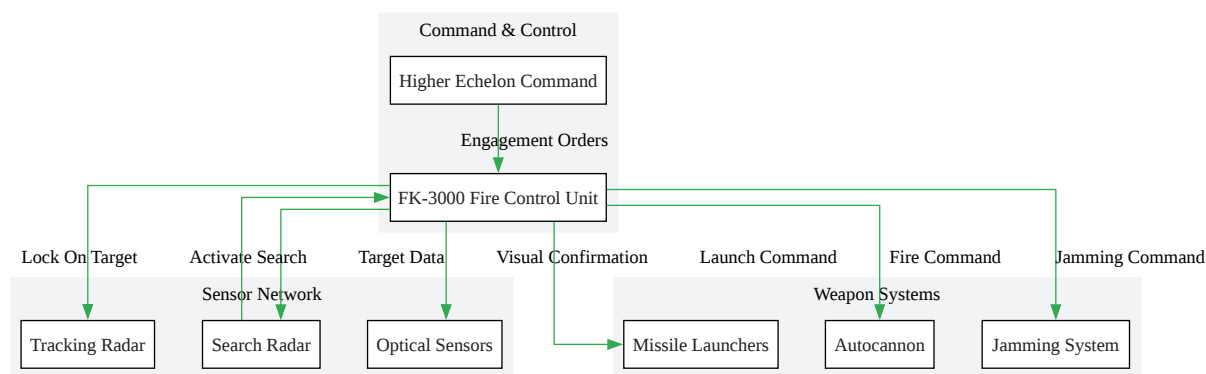 Command & Control
Higher Echelon Command
Engagement Orders
FK-3000 Fire Control Unit
Lock On Target
Activate Search
Target Data
Visual Confirmation
Launch Command
Fire Command
Jamming Command
Sensor Network
Weapon Systems
Tracking Radar
Search Radar
Optical Sensors
Missile Launchers
Autocannon
Jamming System